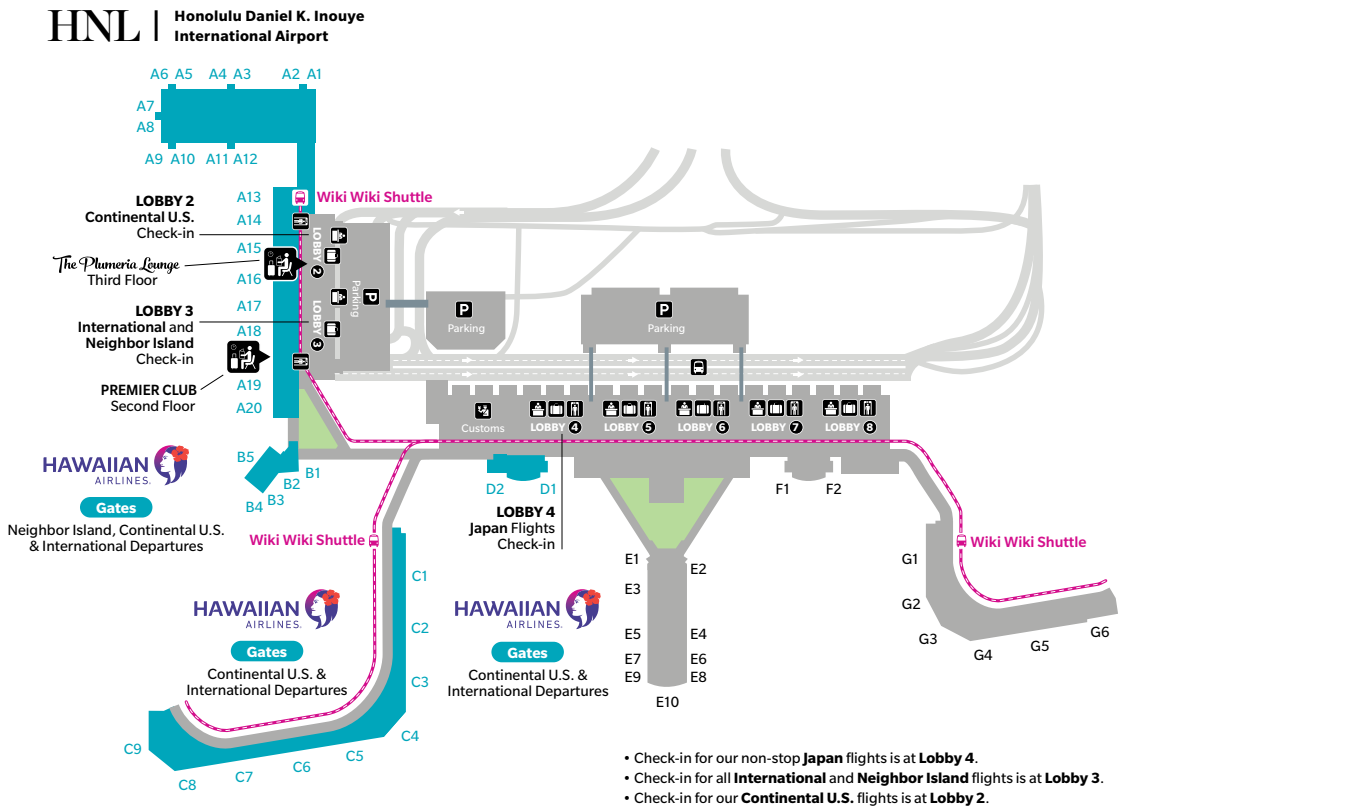 HNL
Honolulu Daniel K. Inouye
International Airport
A6 A5 A4 A3 A2 A1
A7
A8
A9 A10 A11 A12
A13
Wiki Wiki Shuttle
LOBBY 2
Continental U.S.
Check-in
A14
A15
The Plumeria Lounge
Third Floor
A16
LOBBY 3
International and
Neighbor Island
Check-in
A17
A18
PREMIER CLUB
Second Floor
A19
A20
LOBBY 2
LOBBY 3
P
Parking
P
Parking
P
Parking
Customs
LOBBY 4
LOBBY 5
LOBBY 6
LOBBY 7
LOBBY 8
B5
B1
B2
B3
B4
HAWAIIAN
AIRLINES.
Gates
Neighbor Island, Continental U.S.
& International Departures
D2 D1
LOBBY 4
Japan Flights
Check-in
F1 F2
Wiki Wiki Shuttle
C1
C2
C3
C4
C5
C6
C7
C8
C9
HAWAIIAN
AIRLINES.
Gates
Continental U.S. &
International Departures
HAWAIIAN
AIRLINES.
Gates
Continental U.S. &
International Departures
E1 E2
E3
E5 E4
E7 E6
E9 E8
E10
Wiki Wiki Shuttle
G1
G2
G3
G4
G5
G6
• Check-in for our non-stop Japan flights is at Lobby 4.
• Check-in for all International and Neighbor Island flights is at Lobby 3.
• Check-in for our Continental U.S. flights is at Lobby 2.